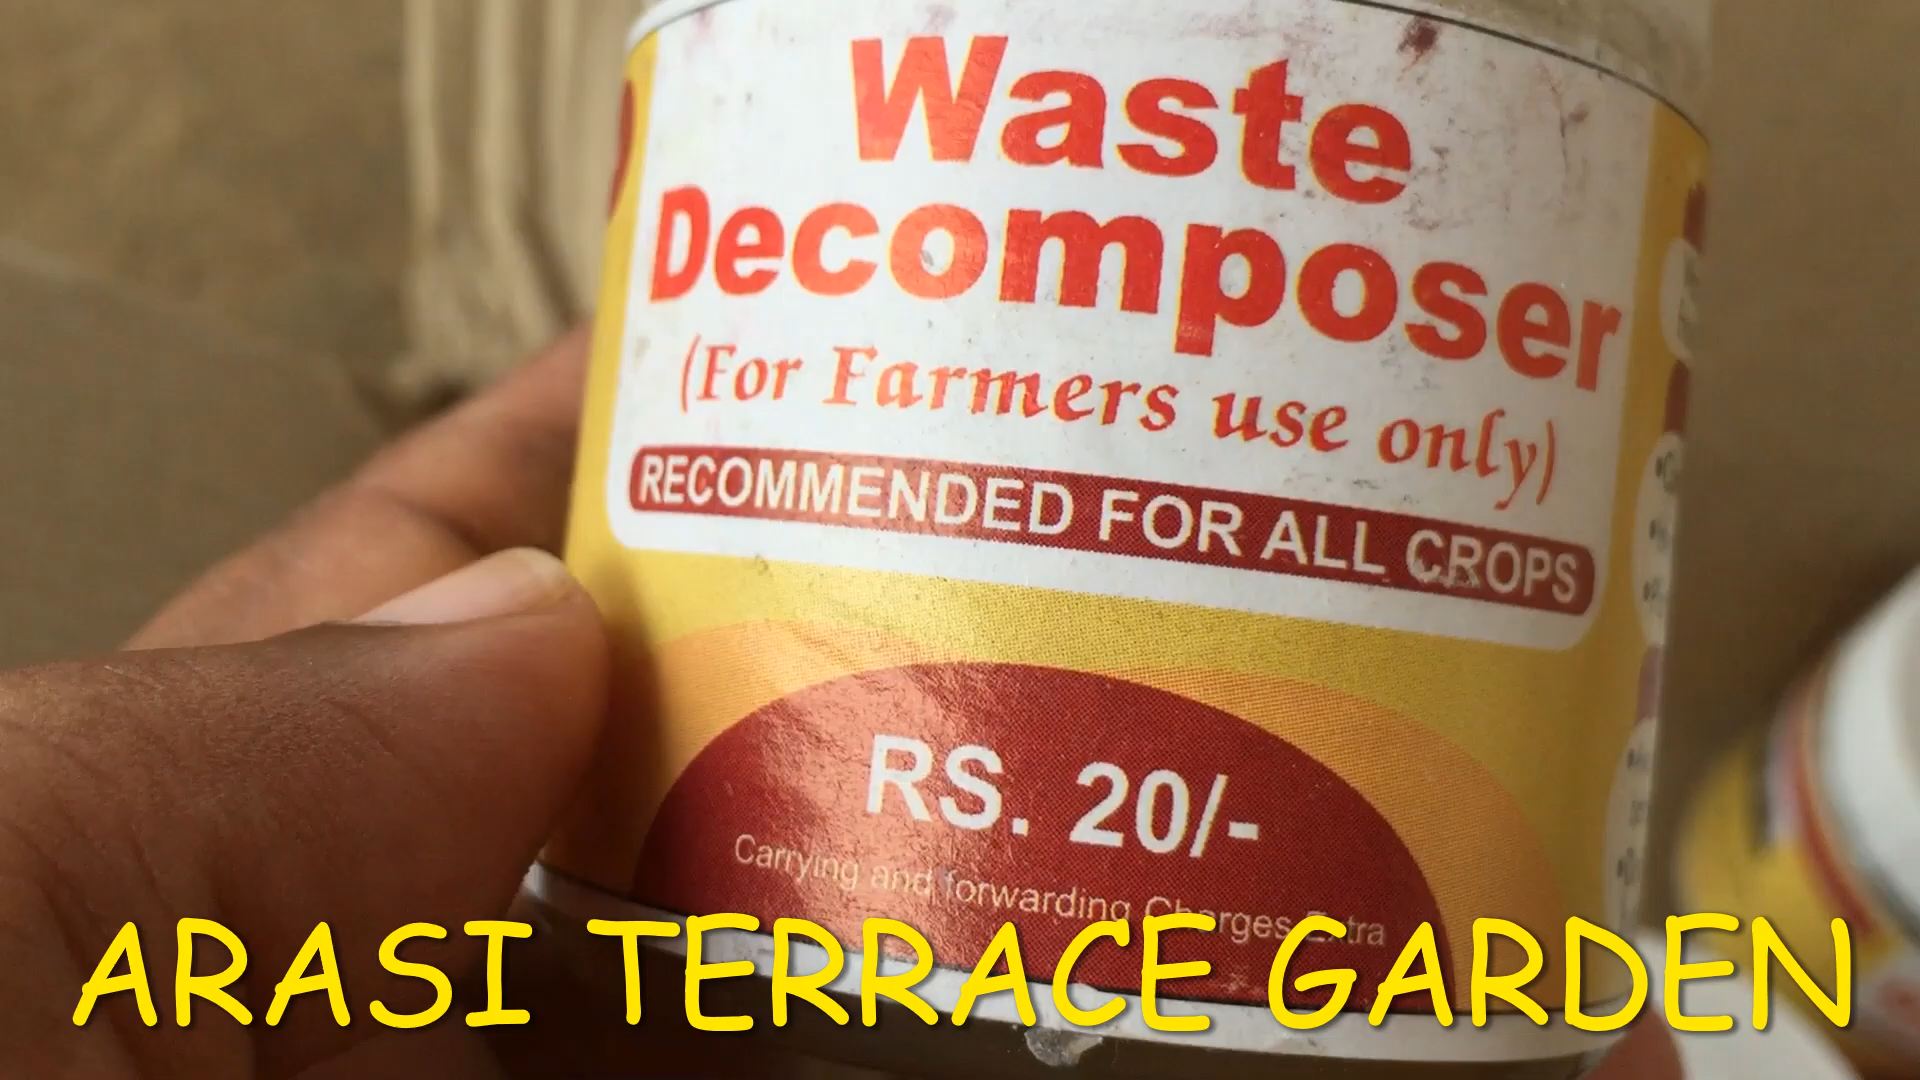 Waste
Decomposer
(For Farmers use only)
RECOMMENDED FOR ALL CROPS
RS. 20/-
Carrying and forwarding Charges Extra
ARASI TERRACE GARDEN